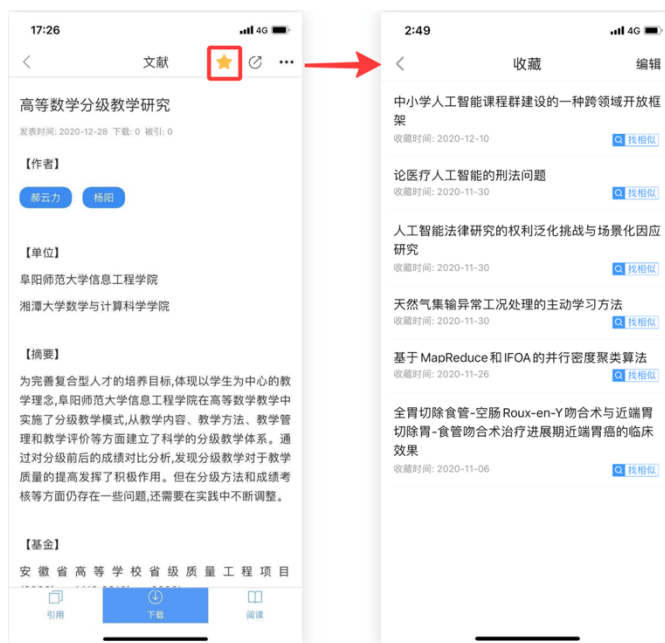 17:26
4G
文献
高等数学分级教学研究
发表时间: 2020-12-28 下载: 0 被引: 0
【作者】
郝云力
杨阳
【单位】
阜阳师范大学信息工程学院
湘潭大学数学与计算科学学院
【摘要】
为完善复合型人才的培养目标,体现以学生为中心的教
学理念,阜阳师范大学信息工程学院在高等数学教学中
实施了分级教学模式,从教学内容、教学方法、教学管
理和教学评价等方面建立了科学的分级教学体系。通
过对分级前后的成绩对比分析,发现分级教学对于教学
质量的提高发挥了积极作用。但在分级方法和成绩考
核等方面仍存在一些问题,还需要在实践中不断调整。
【基金】
安徽省高等学校省级质量工程项目
引用
下载
阅读
2:49
4G
收藏
编辑
中小学人工智能课程群建设的一种跨领域开放框
架
收藏时间: 2020-12-10
找相似
论医疗人工智能的刑法问题
收藏时间: 2020-11-30
找相似
人工智能法律研究的权利泛化挑战与场景化因应
研究
收藏时间: 2020-11-30
找相似
天然气集输异常工况处理的主动学习方法
收藏时间: 2020-11-30
找相似
基于MapReduce和IFOA的并行密度聚类算法
收藏时间: 2020-11-26
找相似
全胃切除食管-空肠Roux-en-Y吻合术与近端胃
切除胃-食管吻合术治疗进展期近端胃癌的临床
效果
收藏时间: 2020-11-06
找相似